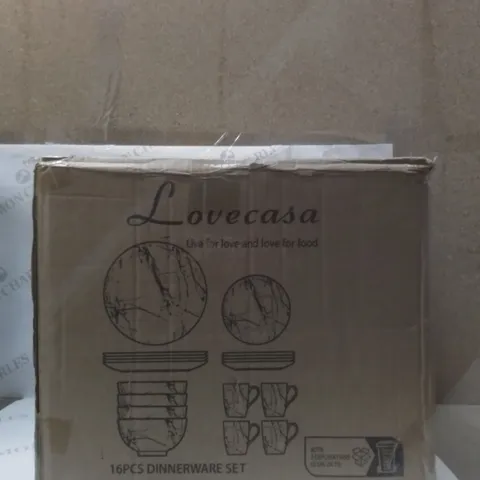 Lovecasa
Live for love and love for food
16PCS DINNERWARE SET